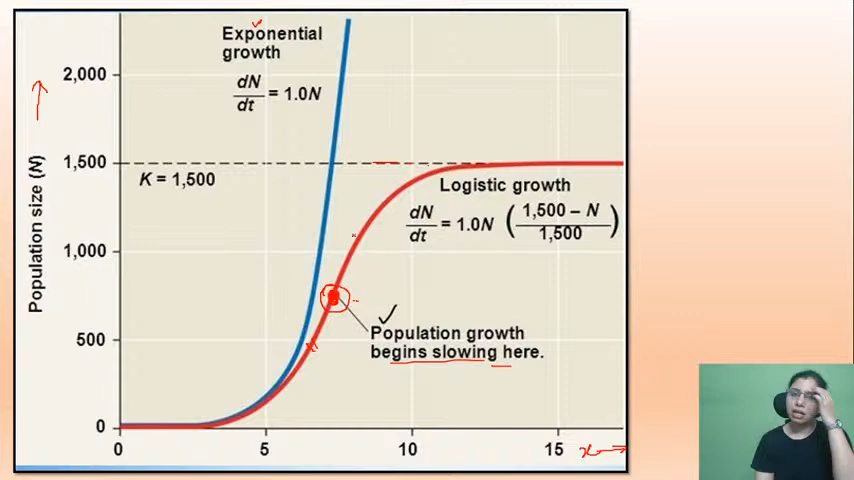 Exponential
growth
dN/dt = 1.0N
2,000
1,500
K = 1,500
Logistic growth
dN/dt = 1.0N (1,500 – N / 1,500)
1,000
Population size (N)
Population growth
begins slowing here.
500
0
0 5 10 15